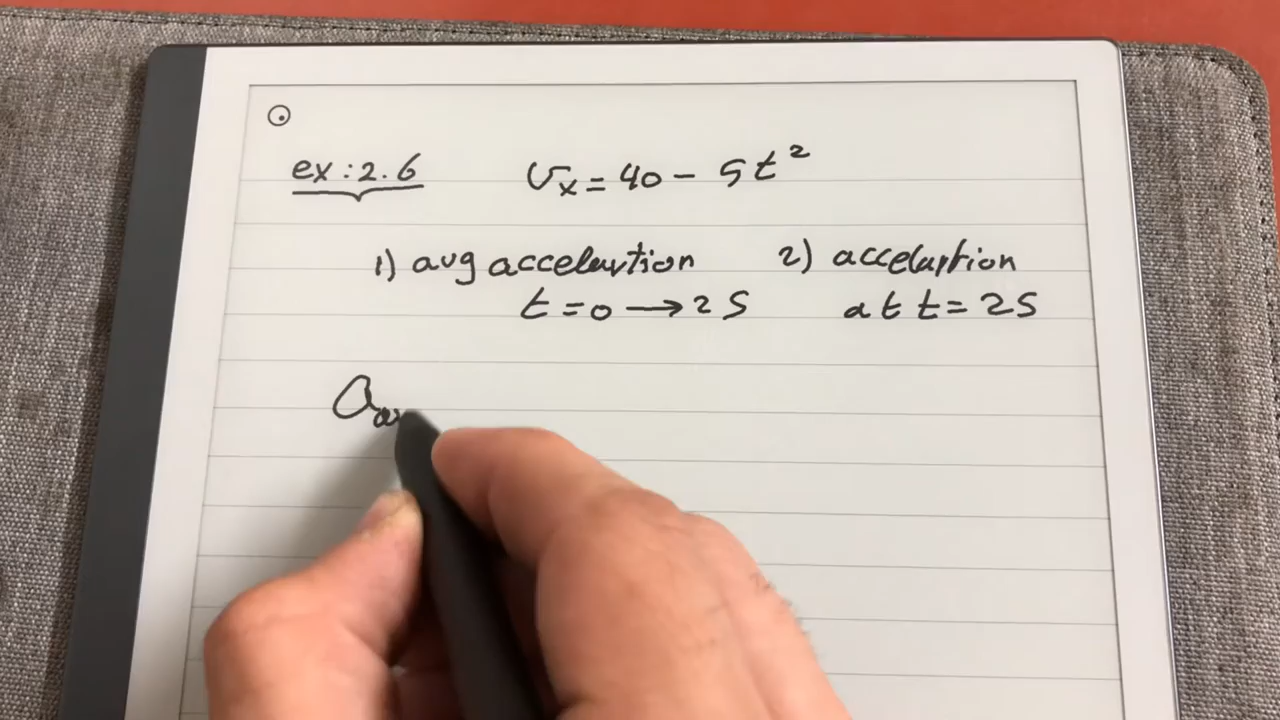 ex : 2.6 vₓ = 40 - 5t²
1) avg acceleration 2) acceleration
t = 0 → 2 S at t = 2 S
a